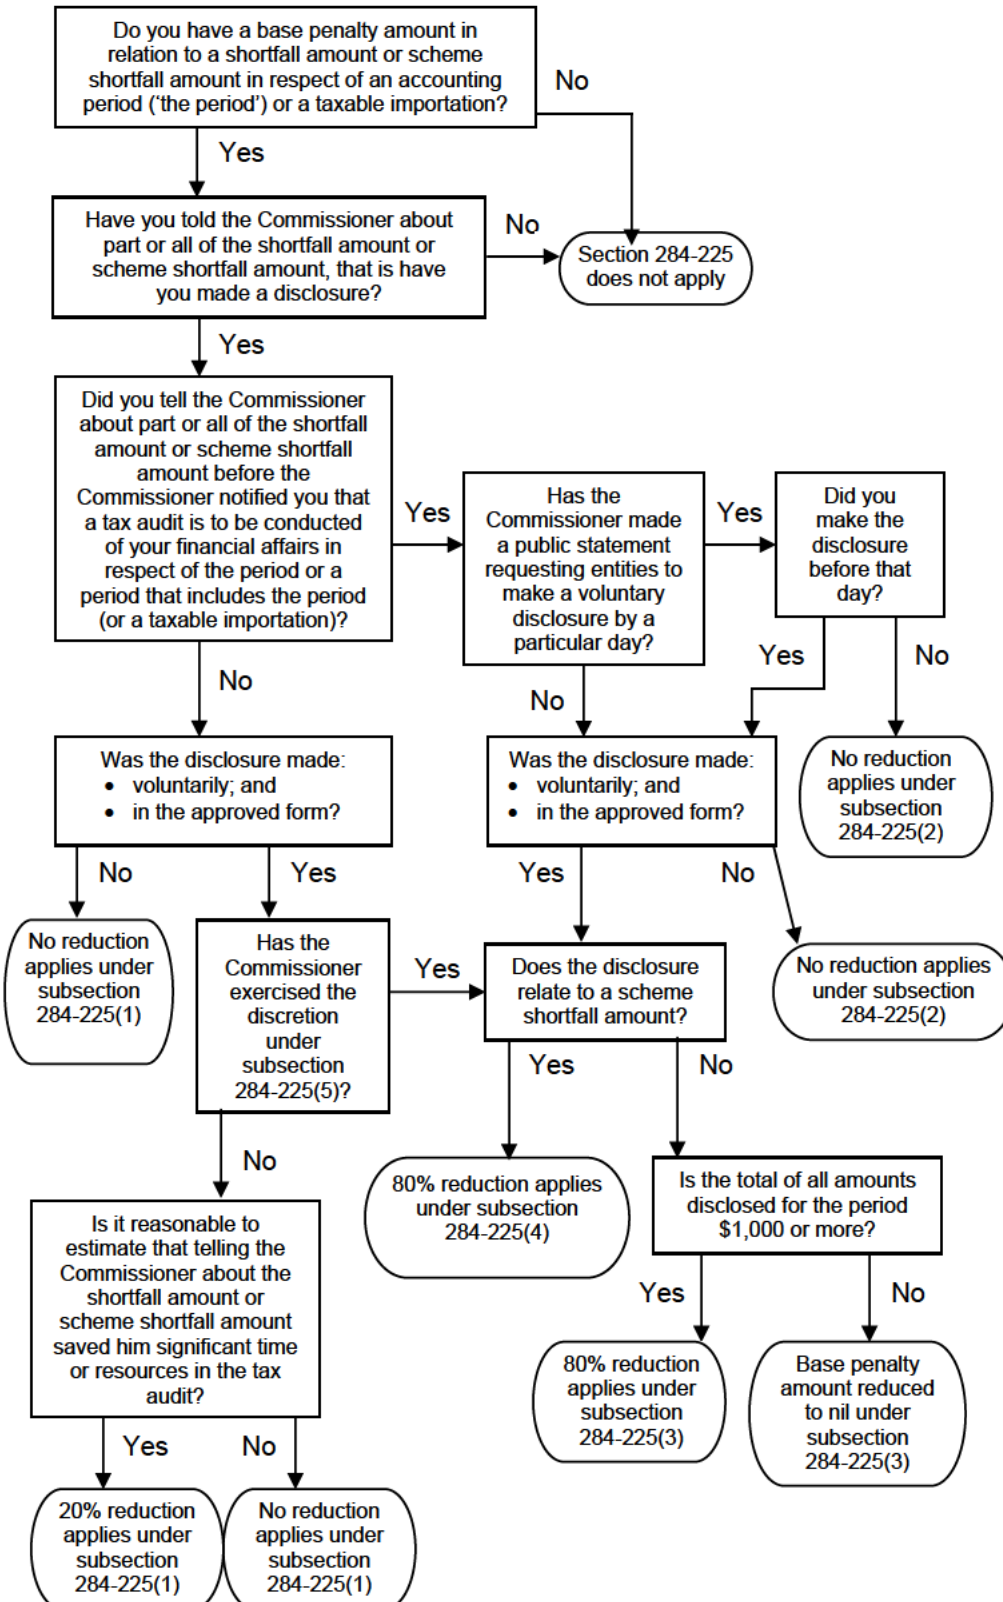 Do you have a base penalty amount in
relation to a shortfall amount or scheme
shortfall amount in respect of an accounting
period (‘the period’) or a taxable importation?
No
Yes
Have you told the Commissioner about
part or all of the shortfall amount or
scheme shortfall amount, that is have
you made a disclosure?
No
Section 284-225
does not apply
Yes
Did you tell the Commissioner
about part or all of the shortfall
amount or scheme shortfall
amount before the
Commissioner notified you that
a tax audit is to be conducted
of your financial affairs in
respect of the period or a
period that includes the period
(or a taxable importation)?
Yes
Has the
Commissioner made
a public statement
requesting entities to
make a voluntary
disclosure by a
particular day?
Yes
Did you
make the
disclosure
before that
day?
No
No
Yes
No
Was the disclosure made:
• voluntarily; and
• in the approved form?
Was the disclosure made:
• voluntarily; and
• in the approved form?
No reduction
applies under
subsection
284-225(2)
No
Yes
Yes
No
No reduction
applies under
subsection
284-225(1)
Has the
Commissioner
exercised the
discretion
under
subsection
284-225(5)?
Yes
Does the disclosure
relate to a scheme
shortfall amount?
No reduction applies
under subsection
284-225(2)
Yes
No
No
80% reduction applies
under subsection
284-225(4)
Is the total of all amounts
disclosed for the period
$1,000 or more?
Is it reasonable to
estimate that telling the
Commissioner about the
shortfall amount or
scheme shortfall amount
saved him significant time
or resources in the tax
audit?
Yes
No
80% reduction
applies under
subsection
284-225(3)
Base penalty
amount reduced
to nil under
subsection
284-225(3)
Yes
No
20% reduction
applies under
subsection
284-225(1)
No reduction
applies under
subsection
284-225(1)